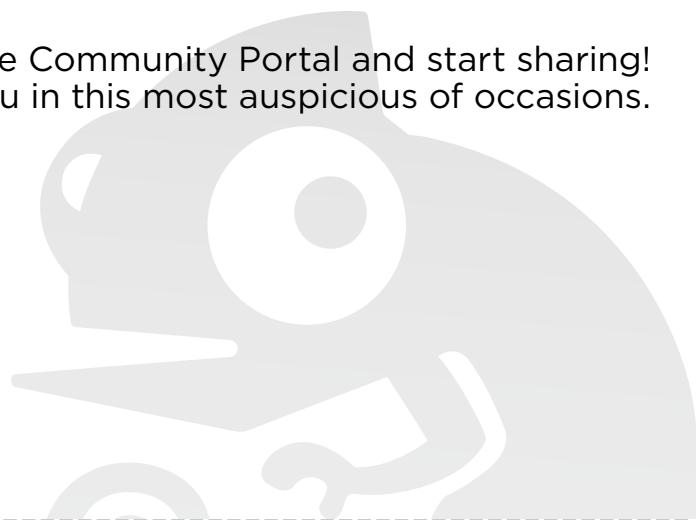 e Community Portal and start sharing!
u in this most auspicious of occasions.